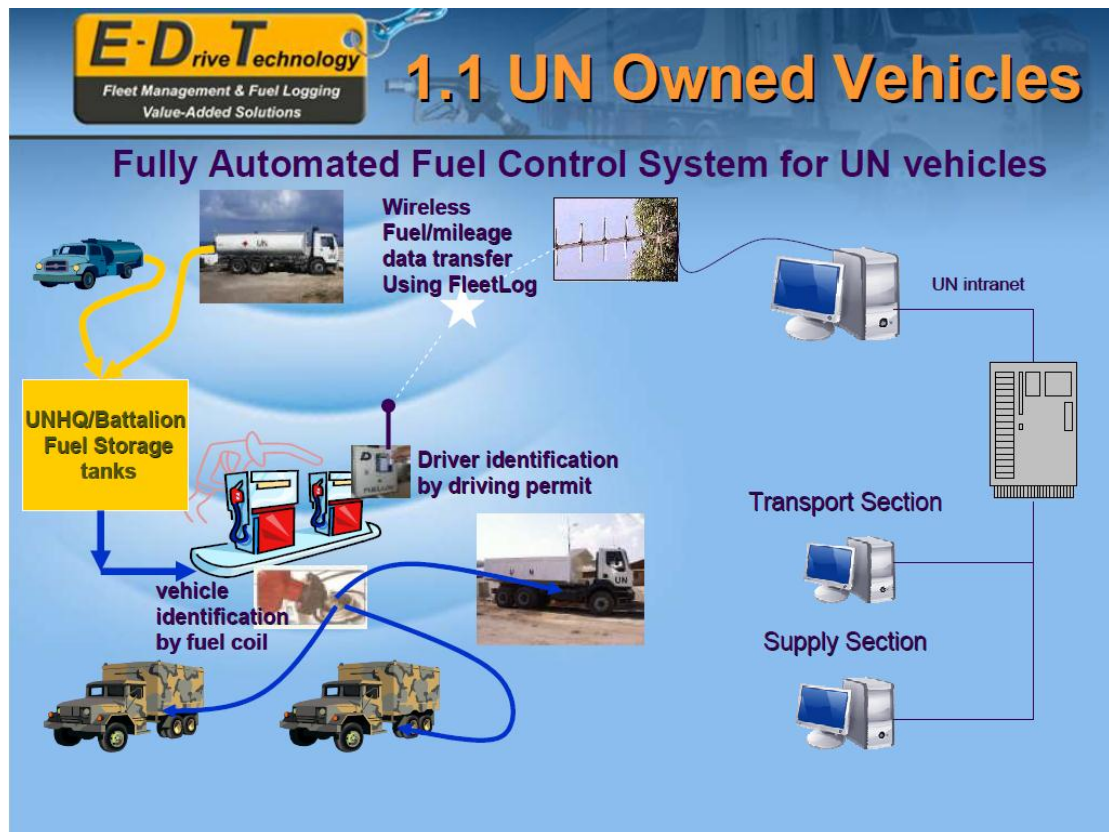 E-Drive Technology
Fleet Management & Fuel Logging
Value-Added Solutions
1.1 UN Owned Vehicles
Fully Automated Fuel Control System for UN vehicles
Wireless
Fuel/mileage
data transfer
Using FleetLog
UN
UN intranet
UNHQ/Battalion
Fuel Storage
tanks
Driver identification
by driving permit
Transport Section
vehicle
identification
by fuel coil
UN
Supply Section